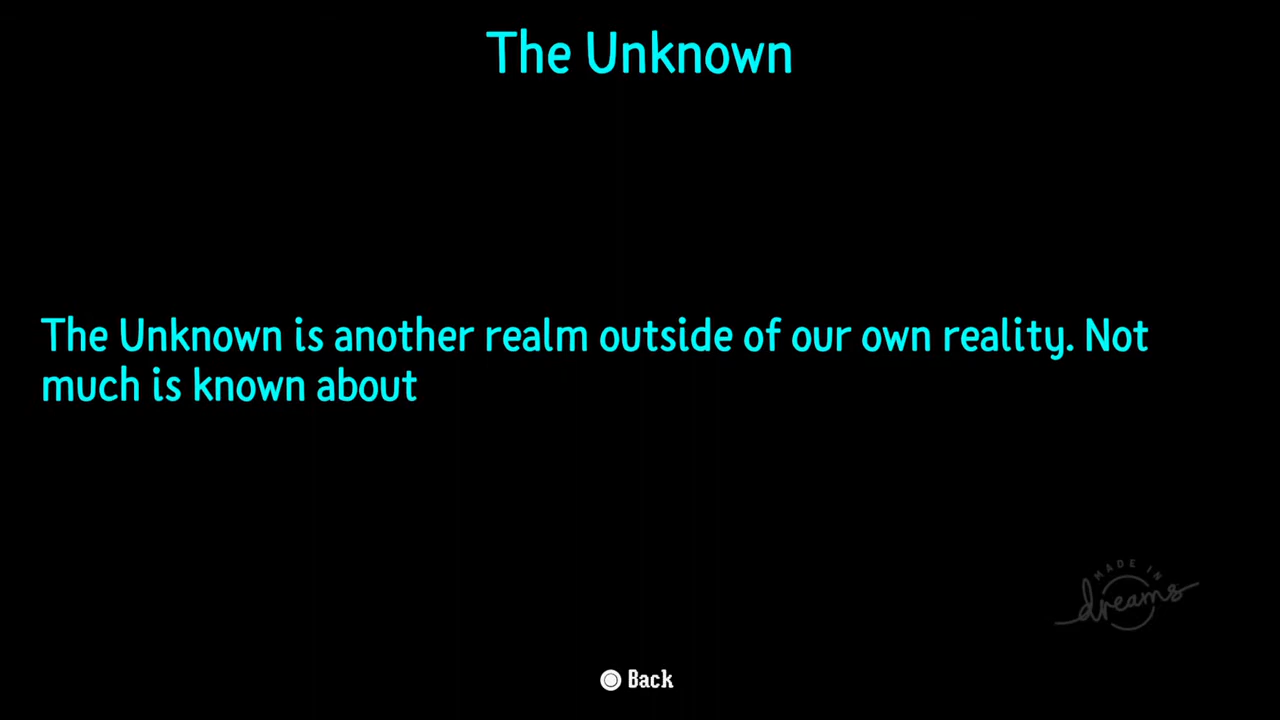 The Unknown
The Unknown is another realm outside of our own reality. Not
much is known about
MADE IN
dreams
Back